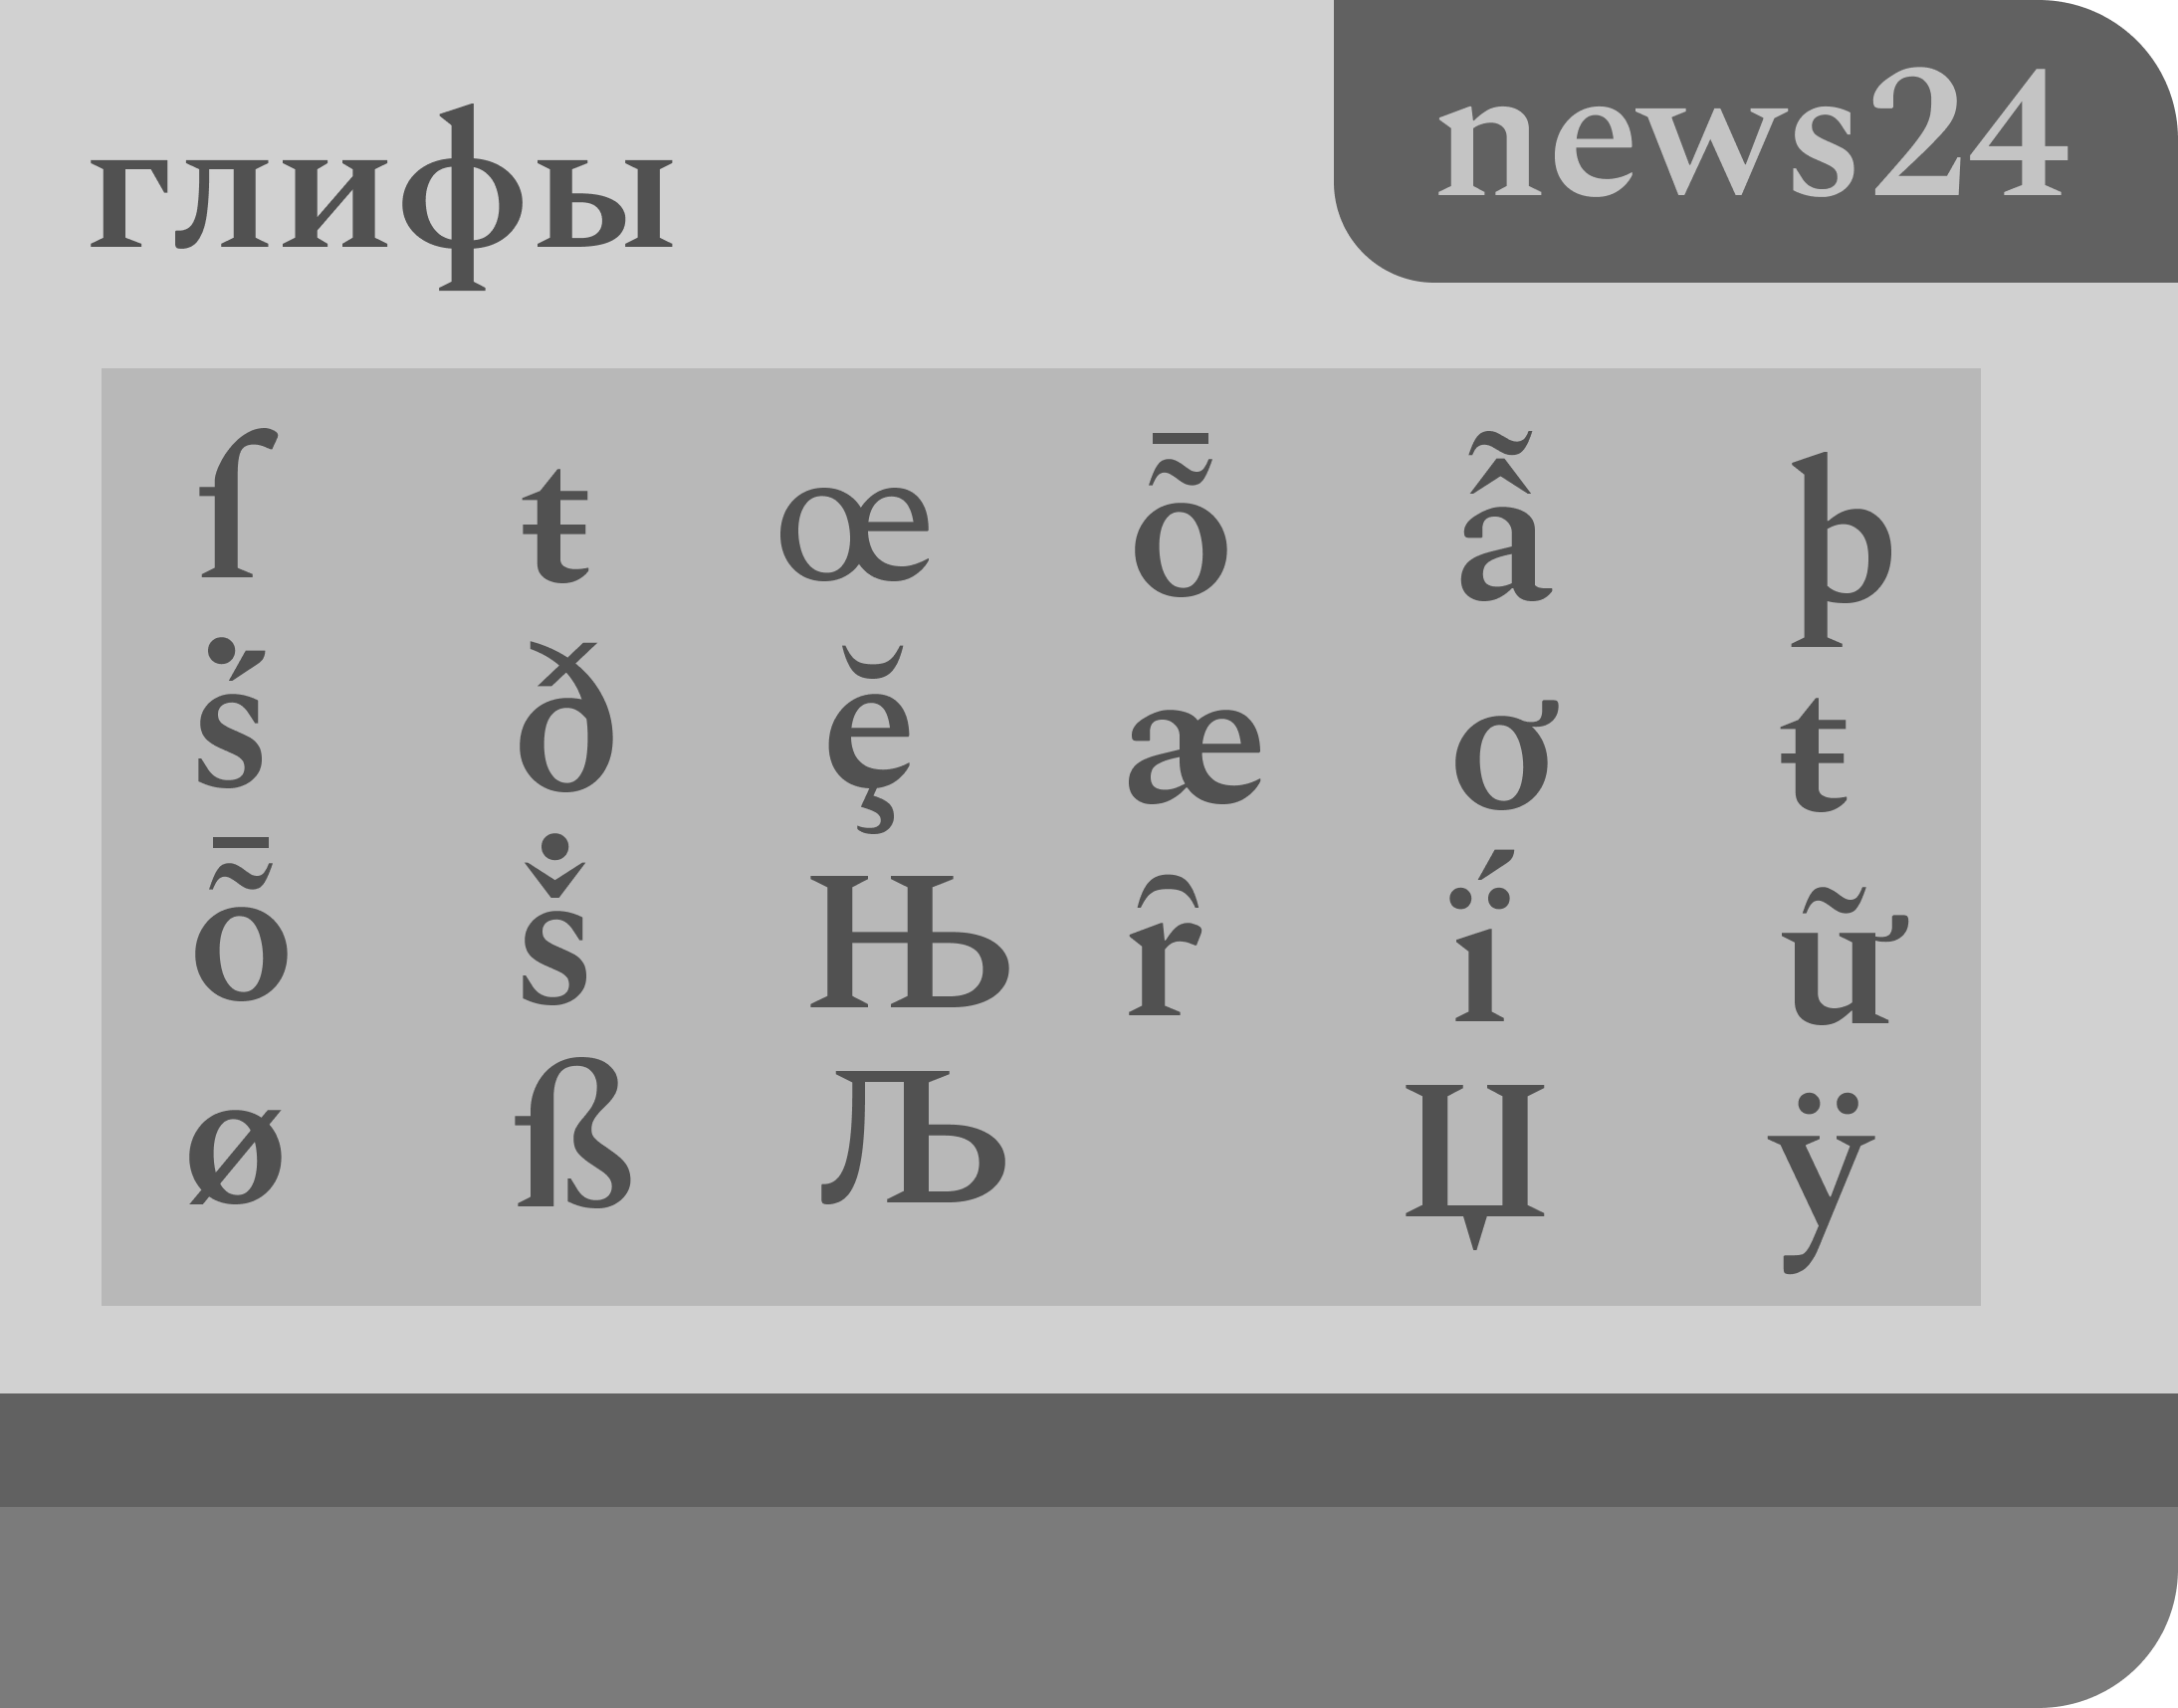 глифы
news24
ſ ŧ œ ȭ ẫ þ
ṥ ð ḝ æ ơ ŧ
ȭ ṧ Њ ȓ ḯ ữ
ø ß Љ Џ ÿ